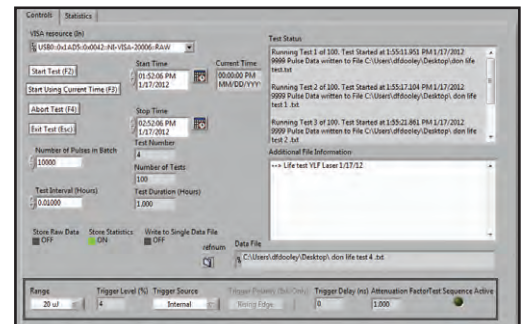 Controls
Statistics
VISA resource (In)
USB0::0x1AD5::0x0042::NI-VISA-20006::RAW
Start Test (F2)
Start Using Current Time (F3)
Abort Test (F4)
Exit Test (Esc)
Start Time
01:52:06 PM
1/17/2012
Current Time
00:00:00 PM
MM/DD/YYYY
Stop Time
02:52:06 PM
1/17/2012
Number of Pulses in Batch
10000
Test Interval (Hours)
0.01000
Test Number
4
Number of Tests
100
Test Duration (Hours)
1.000
Store Raw Data
OFF
Store Statistics
ON
Write to Single Data File
OFF
Test Status
Running Test 1 of 100. Test Started at 1:55:13.951 PM 1/17/2012
9999 Pulse Data written to File C:\Users\dfdooley\Desktop\ don life
test.txt
Running Test 2 of 100. Test Started at 1:55:17.104 PM 1/17/2012
9999 Pulse Data written to File C:\Users\dfdooley\Desktop\ don life
test 1 .txt
Running Test 3 of 100. Test Started at 1:55:21.861 PM 1/17/2012
9999 Pulse Data written to File C:\Users\dfdooley\Desktop\ don life
test 2 .txt
Additional File Information
--> Life test YLF Laser 1/17/12
refnum
Data File
C:\Users\dfdooley\Desktop\ don life test 4 .txt
Range
20 uJ
Trigger Level (%)
4
Trigger Source
Internal
Rising Edge
Trigger Delay (ns)
0
Attenuation Factor
1.000
Test Sequence Active